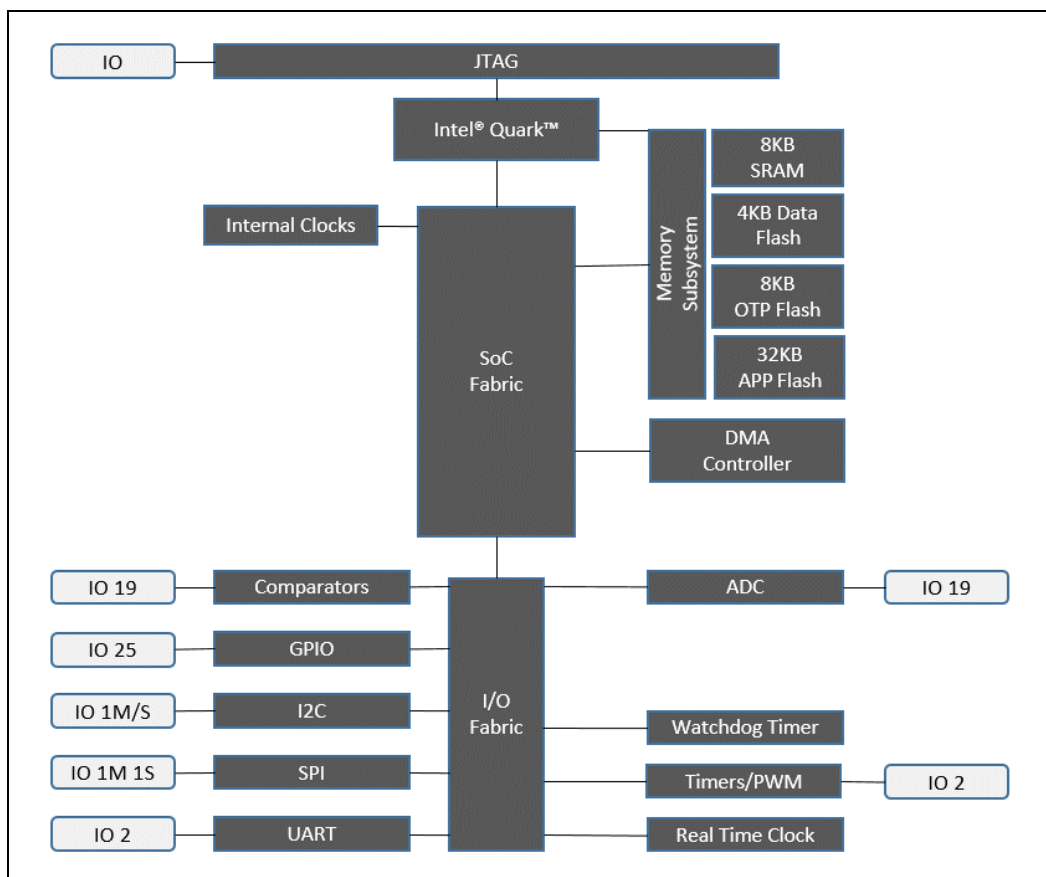 IO
JTAG
Intel® Quark™
8KB
SRAM
Internal Clocks
4KB Data
Flash
Memory
Subsystem
8KB
OTP Flash
SoC
Fabric
32KB
APP Flash
DMA
Controller
IO 19
Comparators
ADC
IO 19
IO 25
GPIO
IO 1M/S
I2C
I/O
Fabric
Watchdog Timer
IO 1M 1S
SPI
Timers/PWM
IO 2
IO 2
UART
Real Time Clock